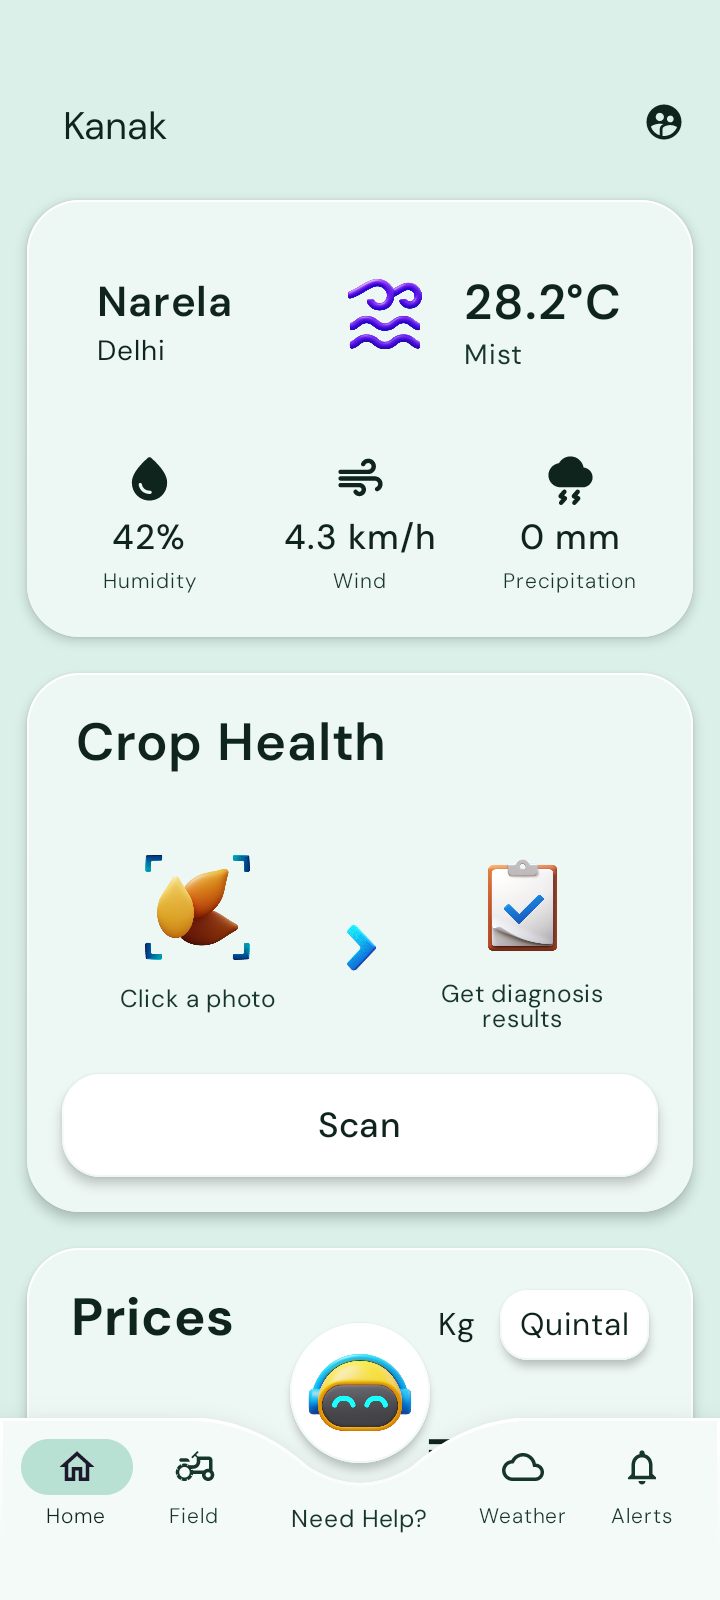 Kanak
Narela
Delhi
28.2°C
Mist
42%
Humidity
4.3 km/h
Wind
0 mm
Precipitation
Crop Health
Click a photo
Get diagnosis
results
Scan
Prices
Kg
Quintal
Home
Field
Need Help?
Weather
Alerts